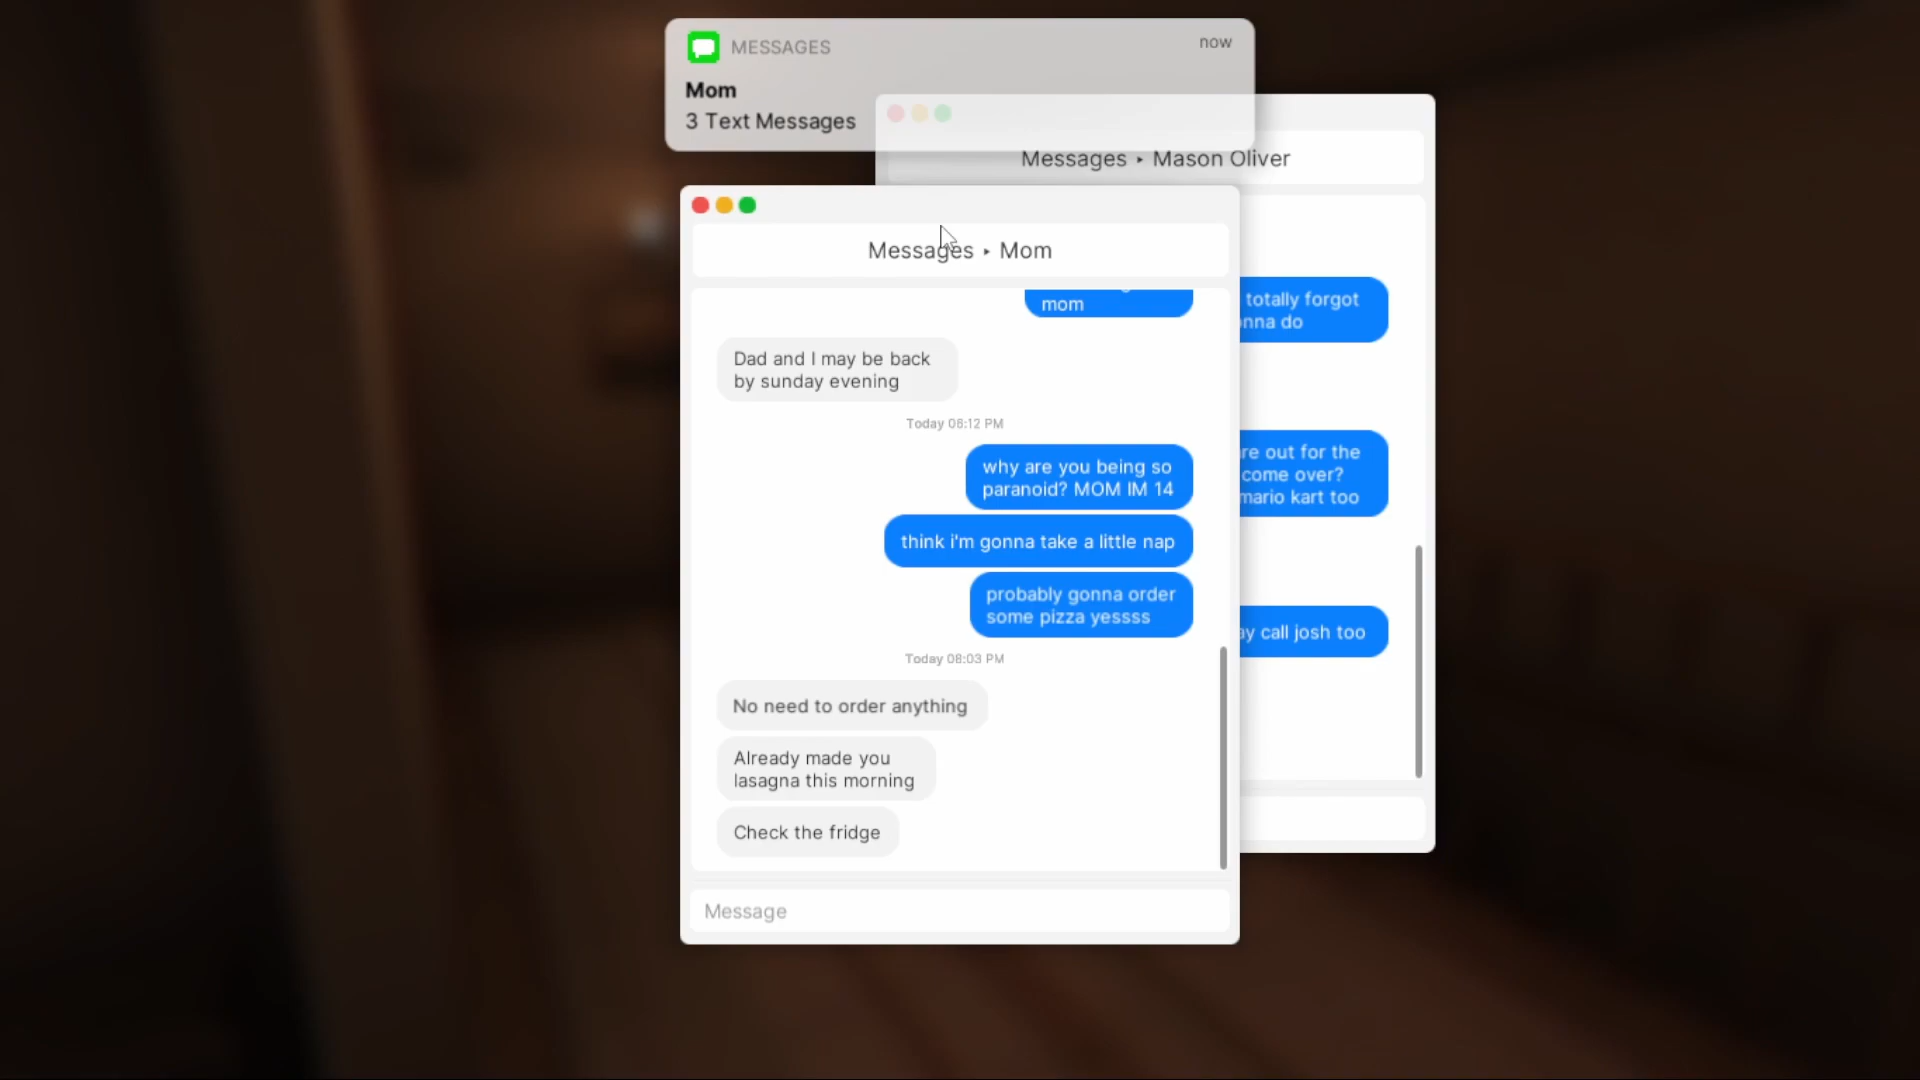 MESSAGES
now
Mom
3 Text Messages
Messages ‣ Mason Oliver
Messages ‣ Mom
mom
Dad and I may be back
by sunday evening
Today 06:12 PM
why are you being so
paranoid? MOM IM 14
think i'm gonna take a little nap
probably gonna order
some pizza yessss
Today 08:03 PM
No need to order anything
Already made you
lasagna this morning
Check the fridge
Message
totally forgot
do
out for the
come over?
mario kart too
call josh too